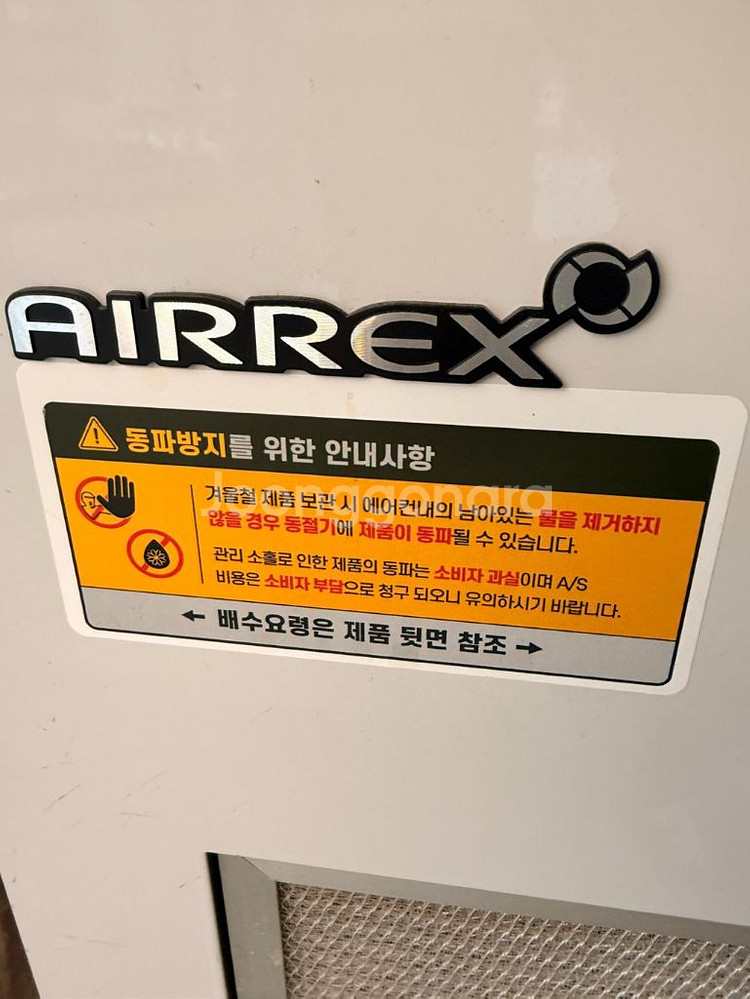 AIRREX
동파방지를 위한 안내사항
겨울철 제품 보관 시 에어컨내의 남아있는 물을 제거하지
않을 경우 동절기에 제품이 동파될 수 있습니다.
관리 소홀로 인한 제품의 동파는 소비자 과실이며 A/S
비용은 소비자 부담으로 청구 되오니 유의하시기 바랍니다.
← 배수요령은 제품 뒷면 참조 →
Joonggonara